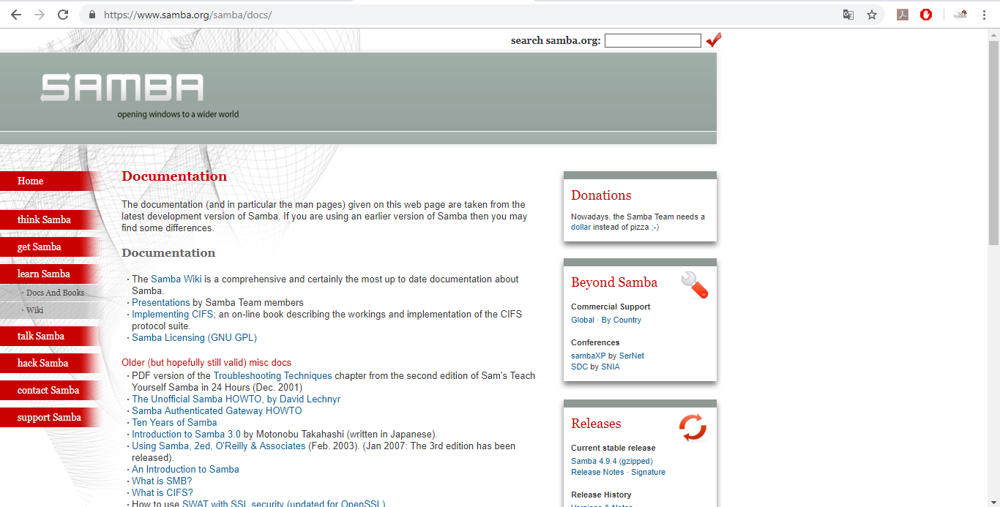 https://www.samba.org/samba/docs/
search samba.org:
SAMBA
opening windows to a wider world
Home
think Samba
get Samba
learn Samba
· Docs And Books
· Wiki
talk Samba
hack Samba
contact Samba
support Samba
Documentation
The documentation (and in particular the man pages) given on this web page are taken from the
latest development version of Samba. If you are using an earlier version of Samba then you may
find some differences.
Documentation
· The Samba Wiki is a comprehensive and certainly the most up to date documentation about
Samba.
· Presentations by Samba Team members
· Implementing CIFS; an on-line book describing the workings and implementation of the CIFS
protocol suite.
· Samba Licensing (GNU GPL)
Older (but hopefully still valid) misc docs
· PDF version of the Troubleshooting Techniques chapter from the second edition of Sam's Teach
Yourself Samba in 24 Hours (Dec. 2001)
· The Unofficial Samba HOWTO, by David Lechnyr
· Samba Authenticated Gateway HOWTO
· Ten Years of Samba
· Introduction to Samba 3.0 by Motonobu Takahashi (written in Japanese).
· Using Samba, 2ed, O'Reilly & Associates (Feb. 2003). (Jan 2007: The 3rd edition has been
released).
· An Introduction to Samba
· What is SMB?
· What is CIFS?
· How to use SWAT with SSL security (updated for OpenSSL)
Donations
Nowadays, the Samba Team needs a
dollar instead of pizza ;-)
Beyond Samba
Commercial Support
Global · By Country
Conferences
sambaXP by SerNet
SDC by SNIA
Releases
Current stable release
Samba 4.9.4 (gzipped)
Release Notes · Signature
Release History
Versions & Notes